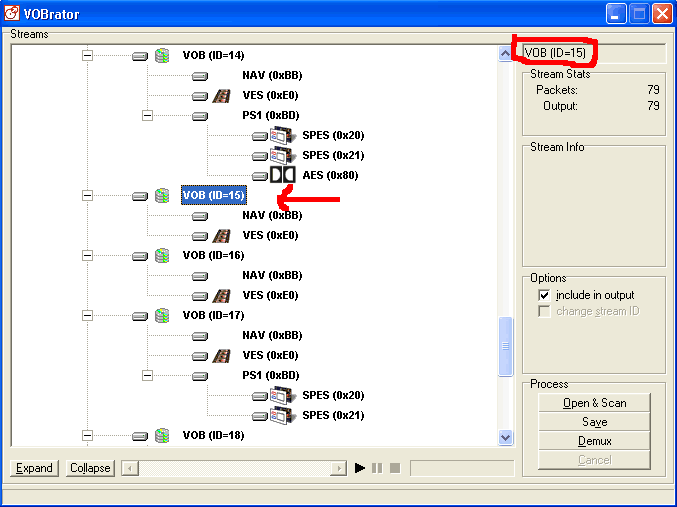 VOBrator
Streams
VOB (ID=14)
NAV (0xBB)
VES (0xE0)
PS1 (0xBD)
SPES (0x20)
SPES (0x21)
AES (0x80)
VOB (ID=15)
NAV (0xBB)
VES (0xE0)
VOB (ID=16)
NAV (0xBB)
VES (0xE0)
VOB (ID=17)
NAV (0xBB)
VES (0xE0)
PS1 (0xBD)
SPES (0x20)
SPES (0x21)
VOB (ID=18)
Expand Collapse
VOB (ID=15)
Stream Stats
Packets: 79
Output: 79
Stream Info
Options
include in output
change stream ID
Process
Open & Scan
Save
Demux
Cancel